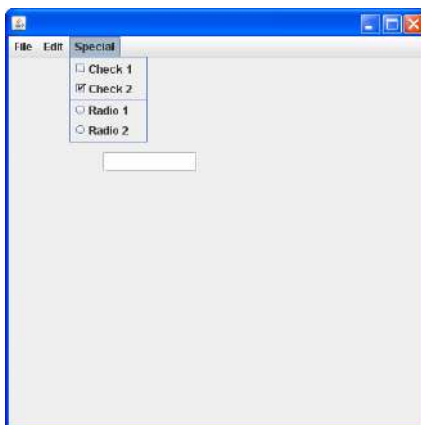 File Edit Special
Check 1
Check 2
Radio 1
Radio 2